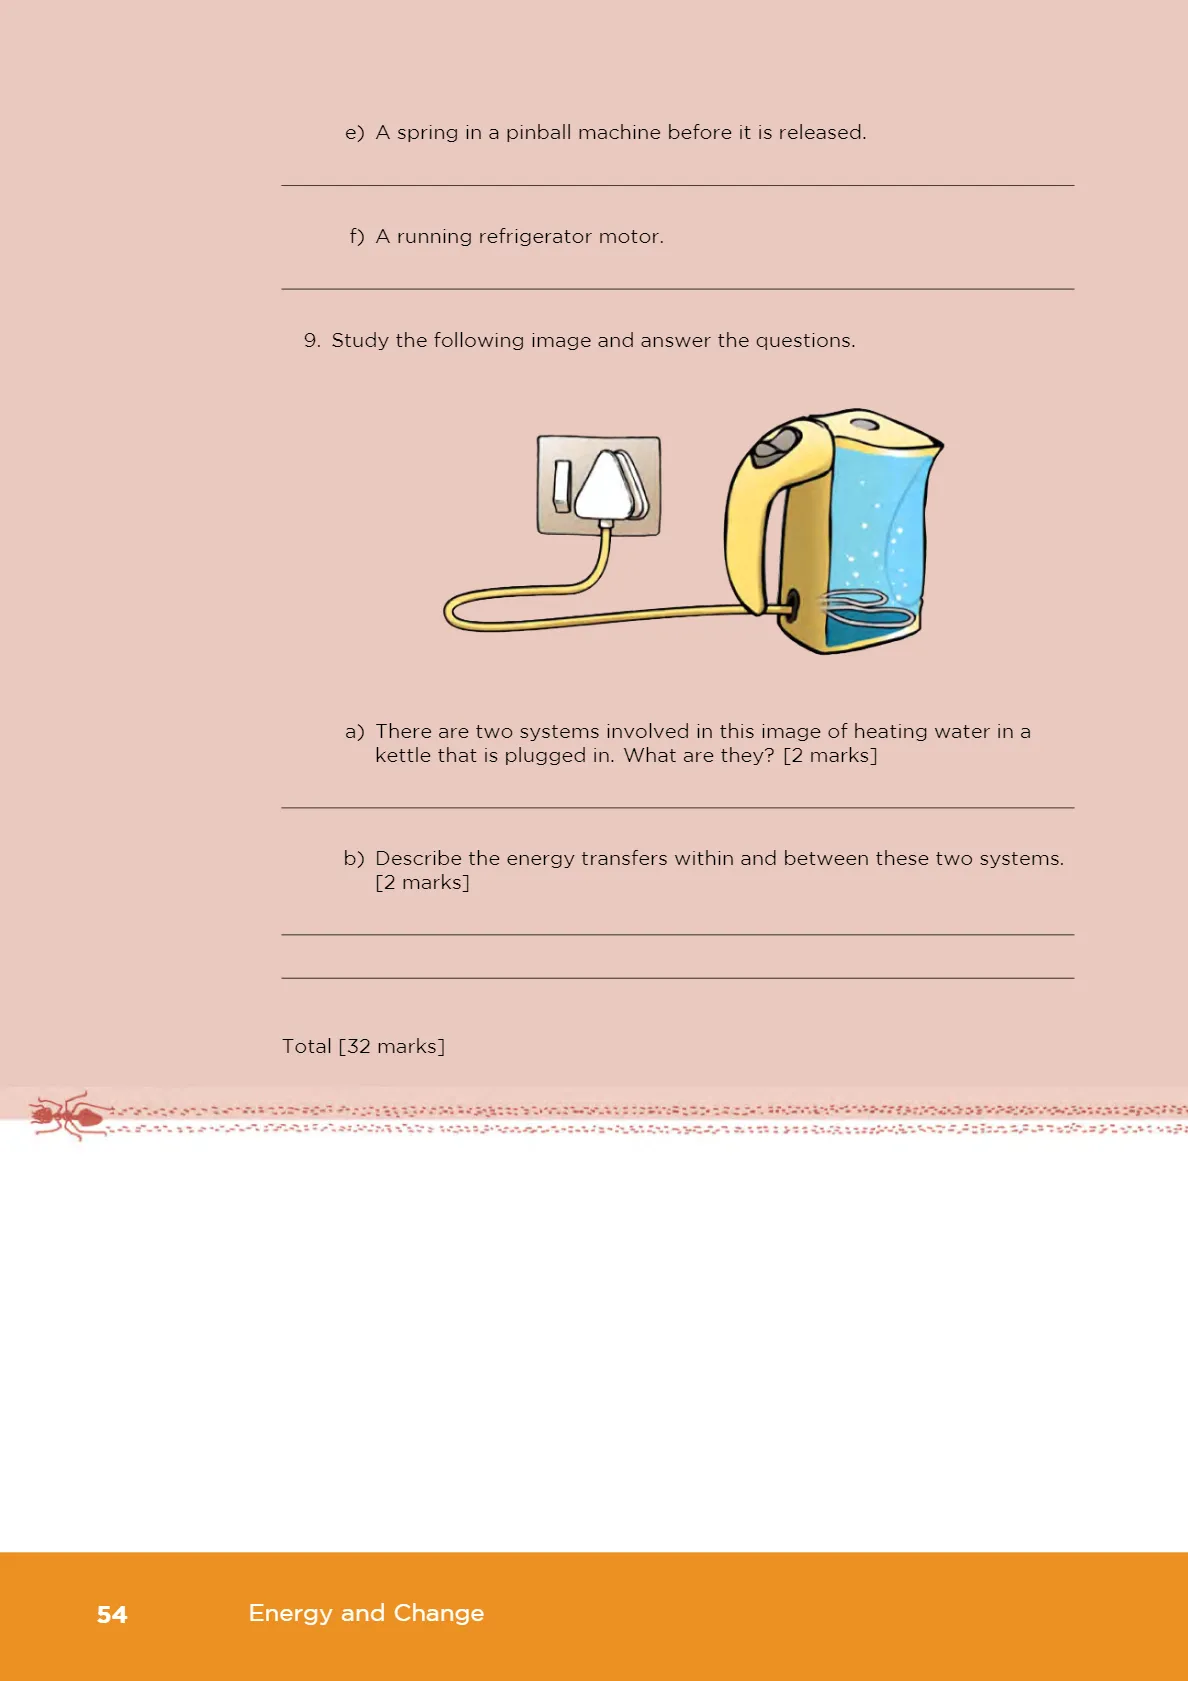 e) A spring in a pinball machine before it is released.
f) A running refrigerator motor.
9. Study the following image and answer the questions.
a) There are two systems involved in this image of heating water in a
kettle that is plugged in. What are they? [2 marks]
b) Describe the energy transfers within and between these two systems.
[2 marks]
Total [32 marks]
54 Energy and Change